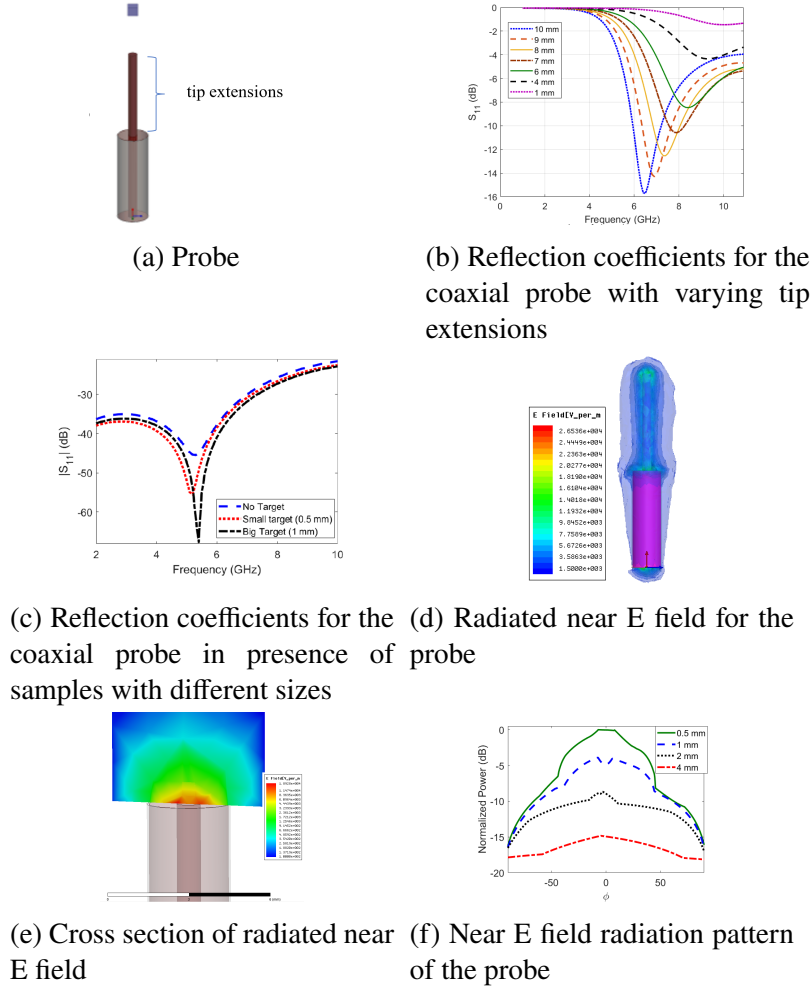 tip extensions
(a) Probe
0
-2
-4
-6
-8
-10
-12
-14
-16
S11 (dB)
10 mm
9 mm
8 mm
7 mm
6 mm
4 mm
1 mm
0 2 4 6 8 10
Frequency (GHz)
(b) Reflection coefficients for the
coaxial probe with varying tip
extensions
-30
-40
-50
-60
|S11| (dB)
No Target
Small target (0.5 mm)
Big Target (1 mm)
2 4 6 8 10
Frequency (GHz)
(c) Reflection coefficients for the
coaxial probe in presence of
samples with different sizes
E Field[V_per_m
2.6536e+004
2.4449e+004
2.2363e+004
2.0277e+004
1.8190e+004
1.6104e+004
1.4018e+004
1.1932e+004
9.8452e+003
7.7589e+003
5.6726e+003
3.5863e+003
1.5000e+003
(d) Radiated near E field for the
probe
E Field[V_per_m
(e) Cross section of radiated near
E field
0
-5
-10
-15
-20
Normalized Power (dB)
0.5 mm
1 mm
2 mm
4 mm
-50 0 50
ϕ
(f) Near E field radiation pattern
of the probe